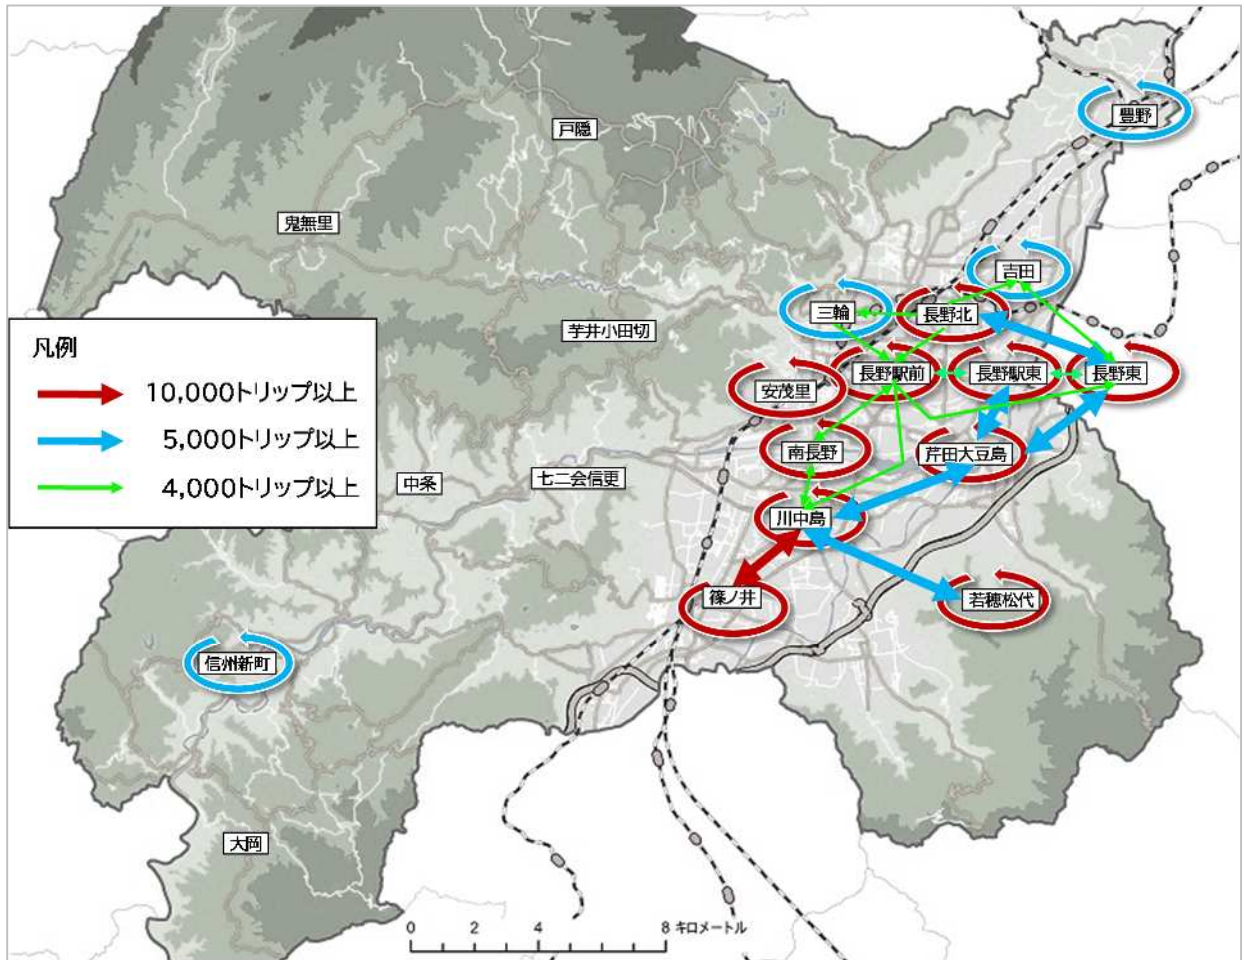 豊野
戸隠
鬼無里
吉田
三輪
長野北
芋井小田切
凡例
10,000トリップ以上
5,000トリップ以上
4,000トリップ以上
長野駅前
長野駅東
長野東
安茂里
南長野
芹田大豆島
中条
七二会信更
川中島
篠ノ井
若穂松代
信州新町
大岡
0 2 4 8 キロメートル